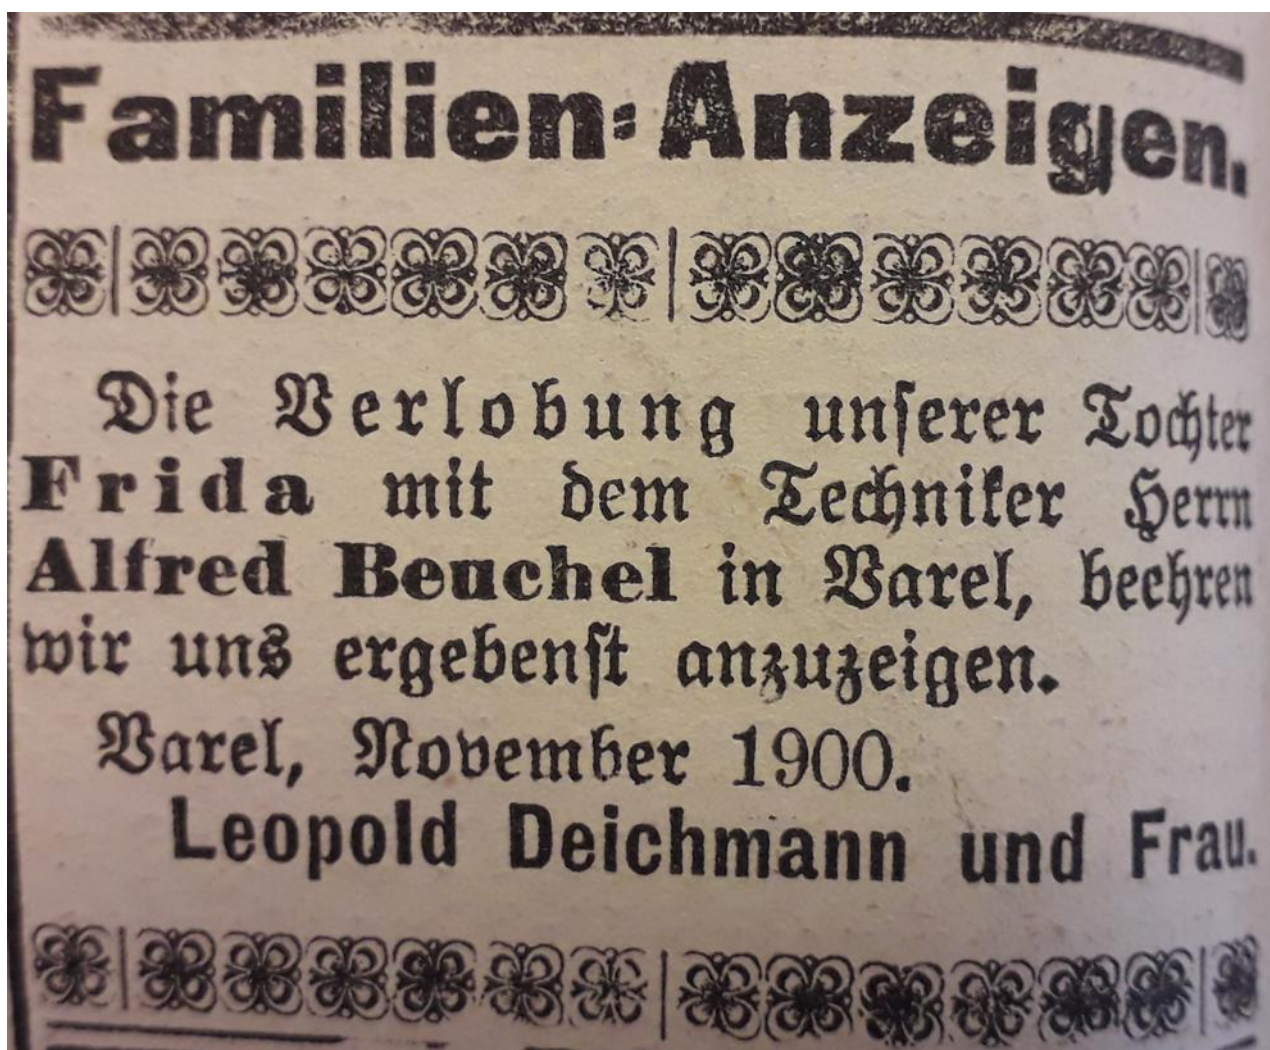 Familien-Anzeigen.
Die Verlobung unserer Tochter
Frida mit dem Techniker Herrn
Alfred Beuchel in Varel, beehren
wir uns ergebenst anzuzeigen.
Varel, November 1900.
Leopold Deichmann und Frau.